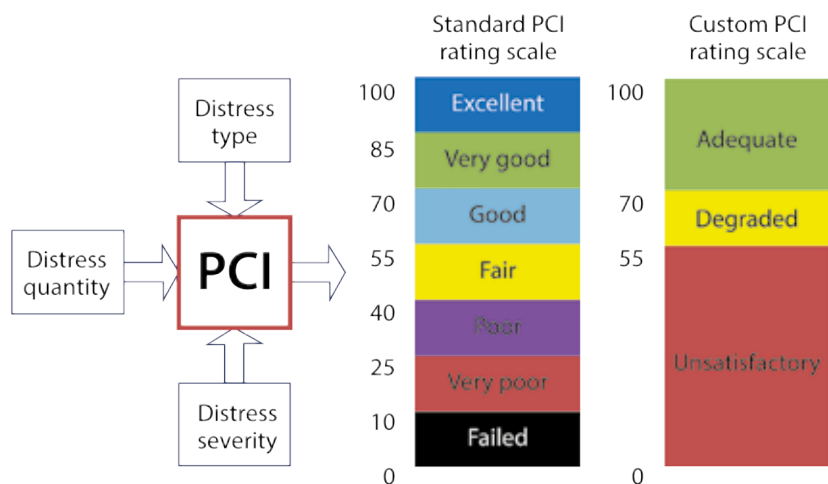 Standard PCI
rating scale
Custom PCI
rating scale
Distress
type
Distress
quantity
PCI
Distress
severity
100
Excellent
85
Very good
70
Good
55
Fair
40
Poor
25
Very poor
10
Failed
0
100
Adequate
70
Degraded
55
Unsatisfactory
0